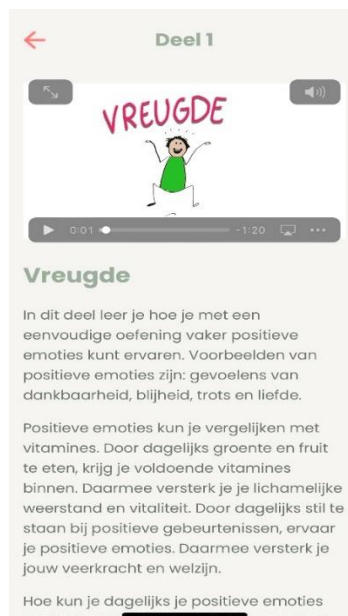 Deel 1
VREUGDE
0:01
-1:20
Vreugde
In dit deel leer je hoe je met een
eenvoudige oefening vaker positieve
emoties kunt ervaren. Voorbeelden van
positieve emoties zijn: gevoelens van
dankbaarheid, blijheid, trots en liefde.
Positieve emoties kun je vergelijken met
vitamines. Door dagelijks groente en fruit
te eten, krijg je voldoende vitamines
binnen. Daarmee versterk je je lichamelijke
weerstand en vitaliteit. Door dagelijks stil te
staan bij positieve gebeurtenissen, ervaar
je positieve emoties. Daarmee versterk je
jouw veerkracht en welzijn.
Hoe kun je dagelijks je positieve emoties